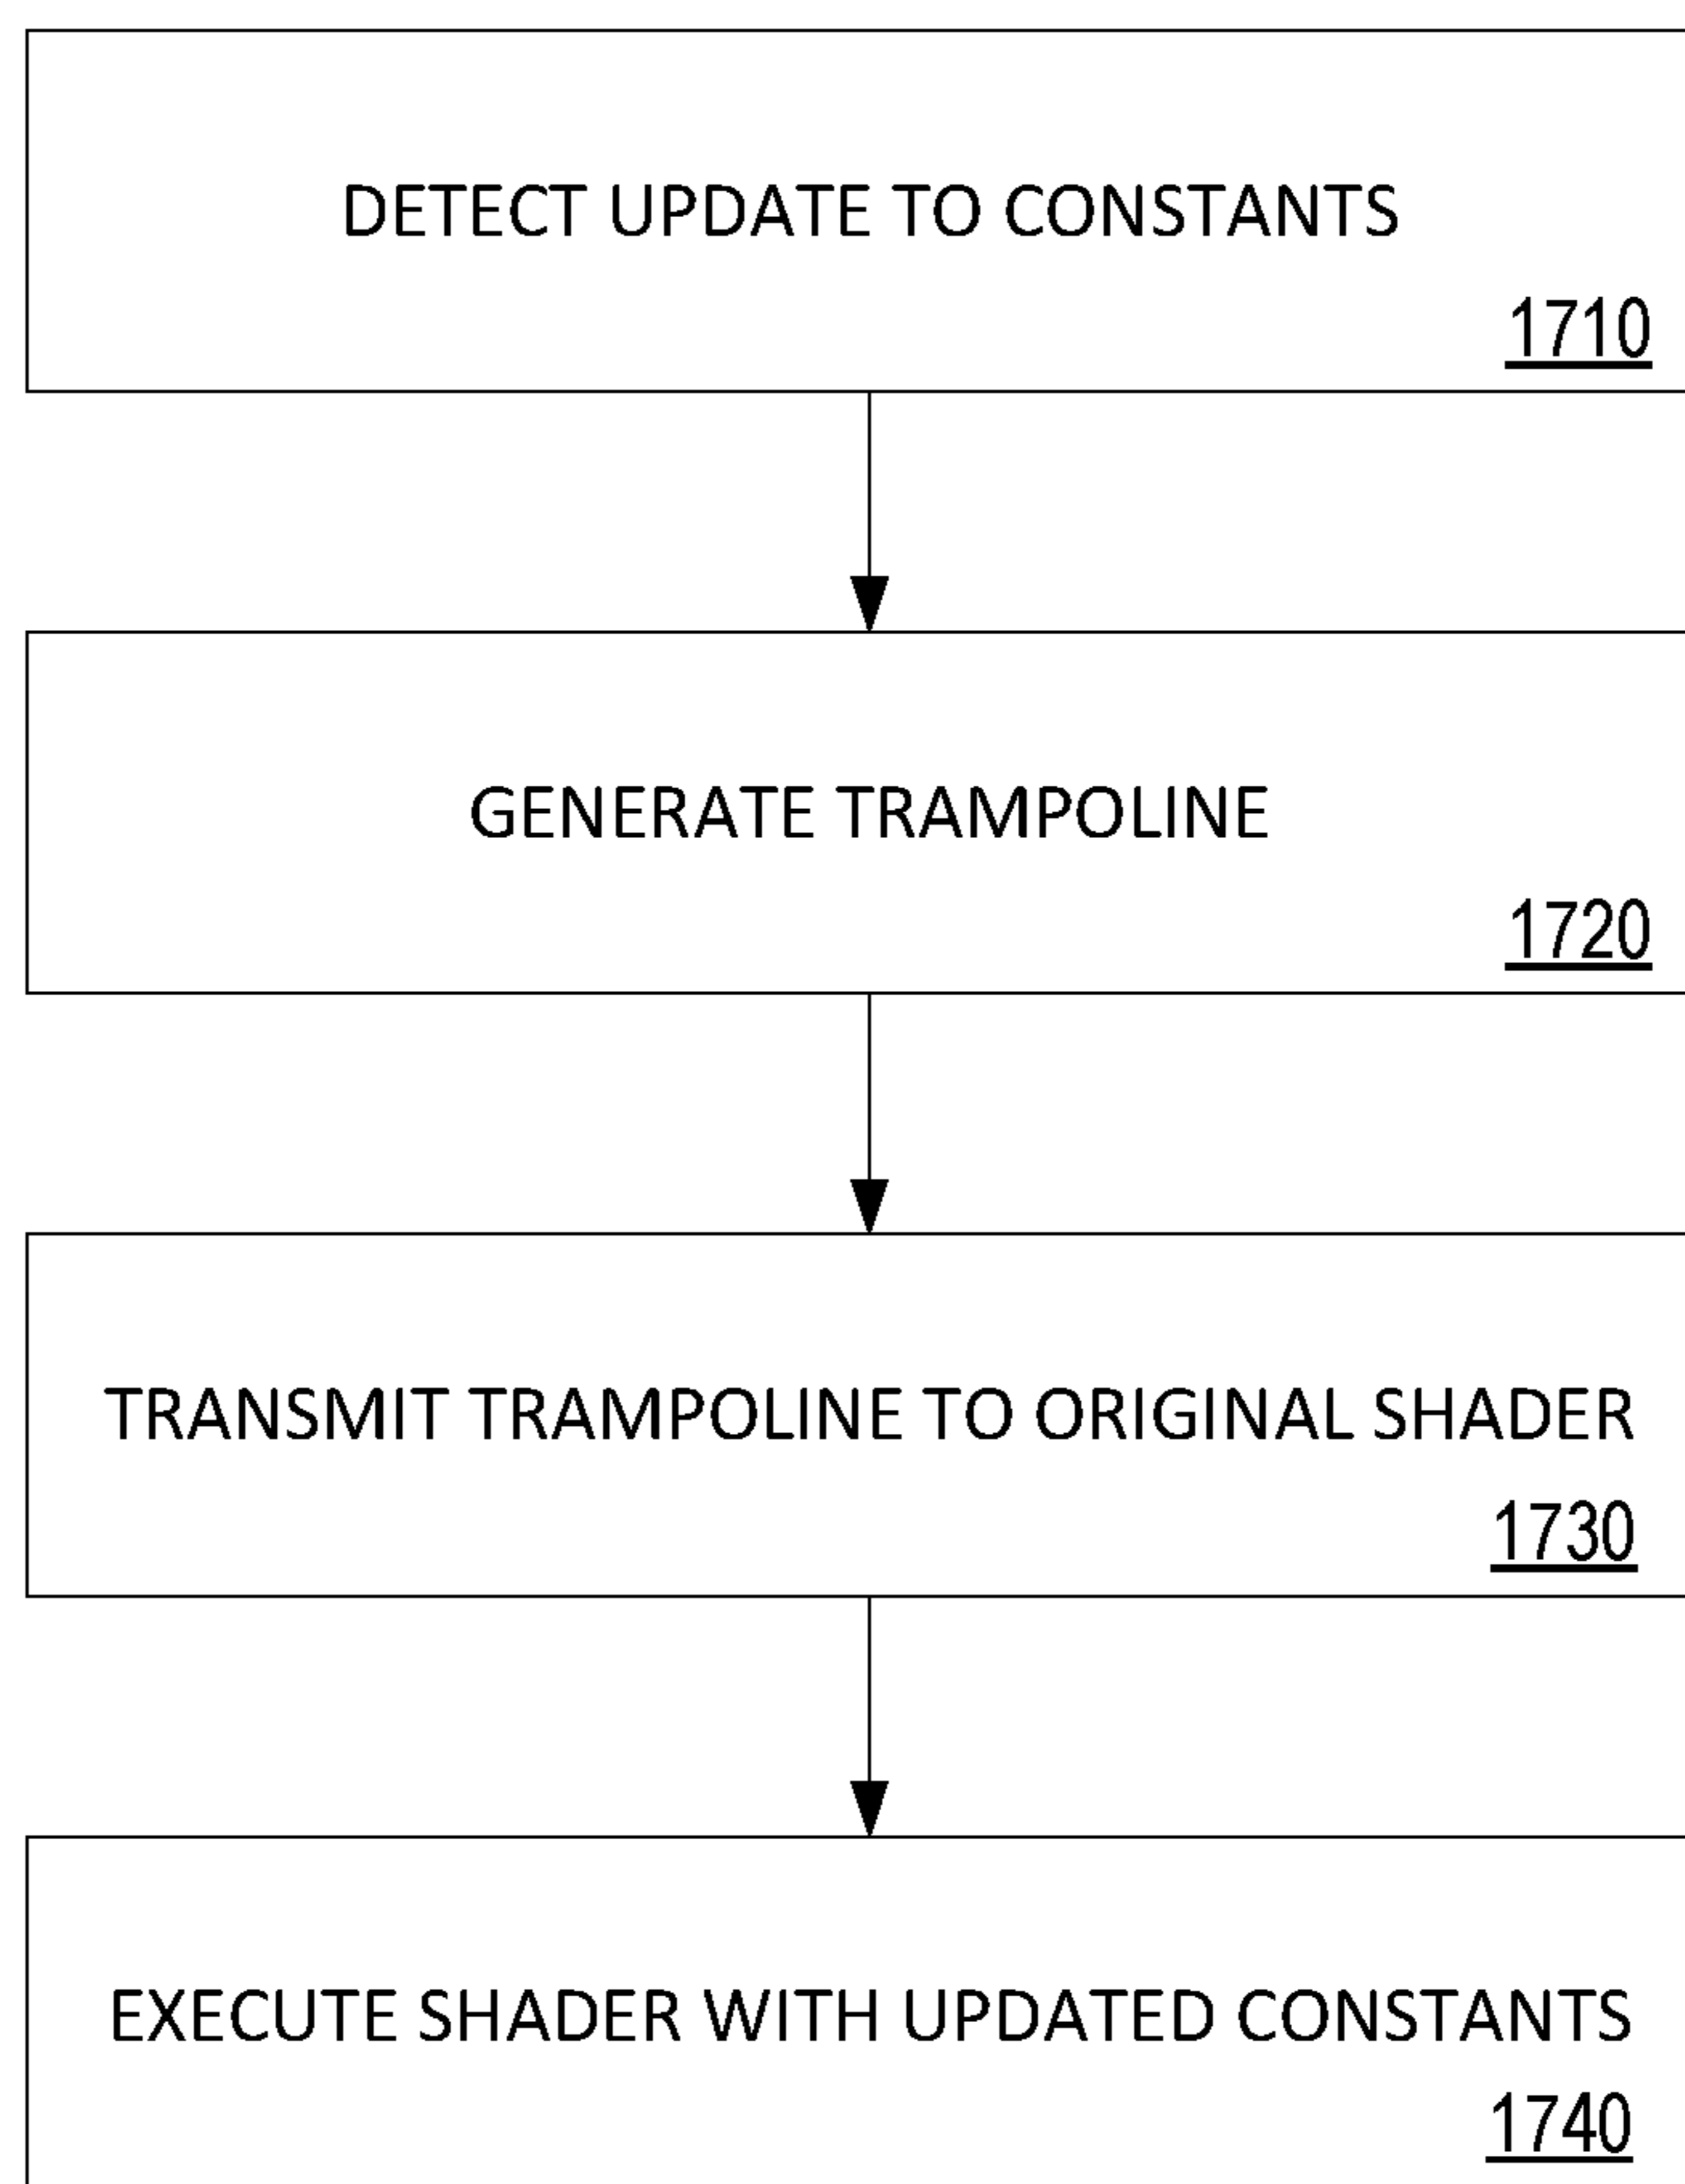 DETECT UPDATE TO CONSTANTS
1710
GENERATE TRAMPOLINE
1720
TRANSMIT TRAMPOLINE TO ORIGINAL SHADER
1730
EXECUTE SHADER WITH UPDATED CONSTANTS
1740